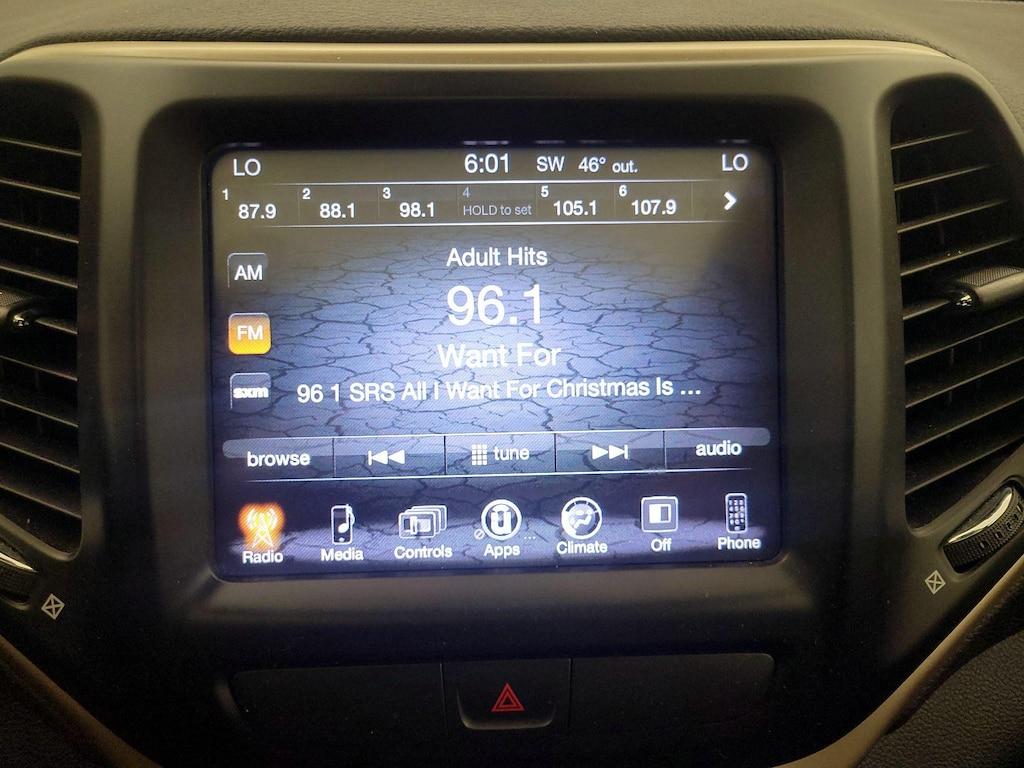 LO 6:01 SW 46° out. LO
1 87.9 2 88.1 3 98.1 4 HOLD to set 5 105.1 6 107.9
Adult Hits
AM
96.1
FM
Want For
sxm
96 1 SRS All I Want For Christmas Is ...
browse tune audio
Radio Media Controls Apps ... Climate Off Phone